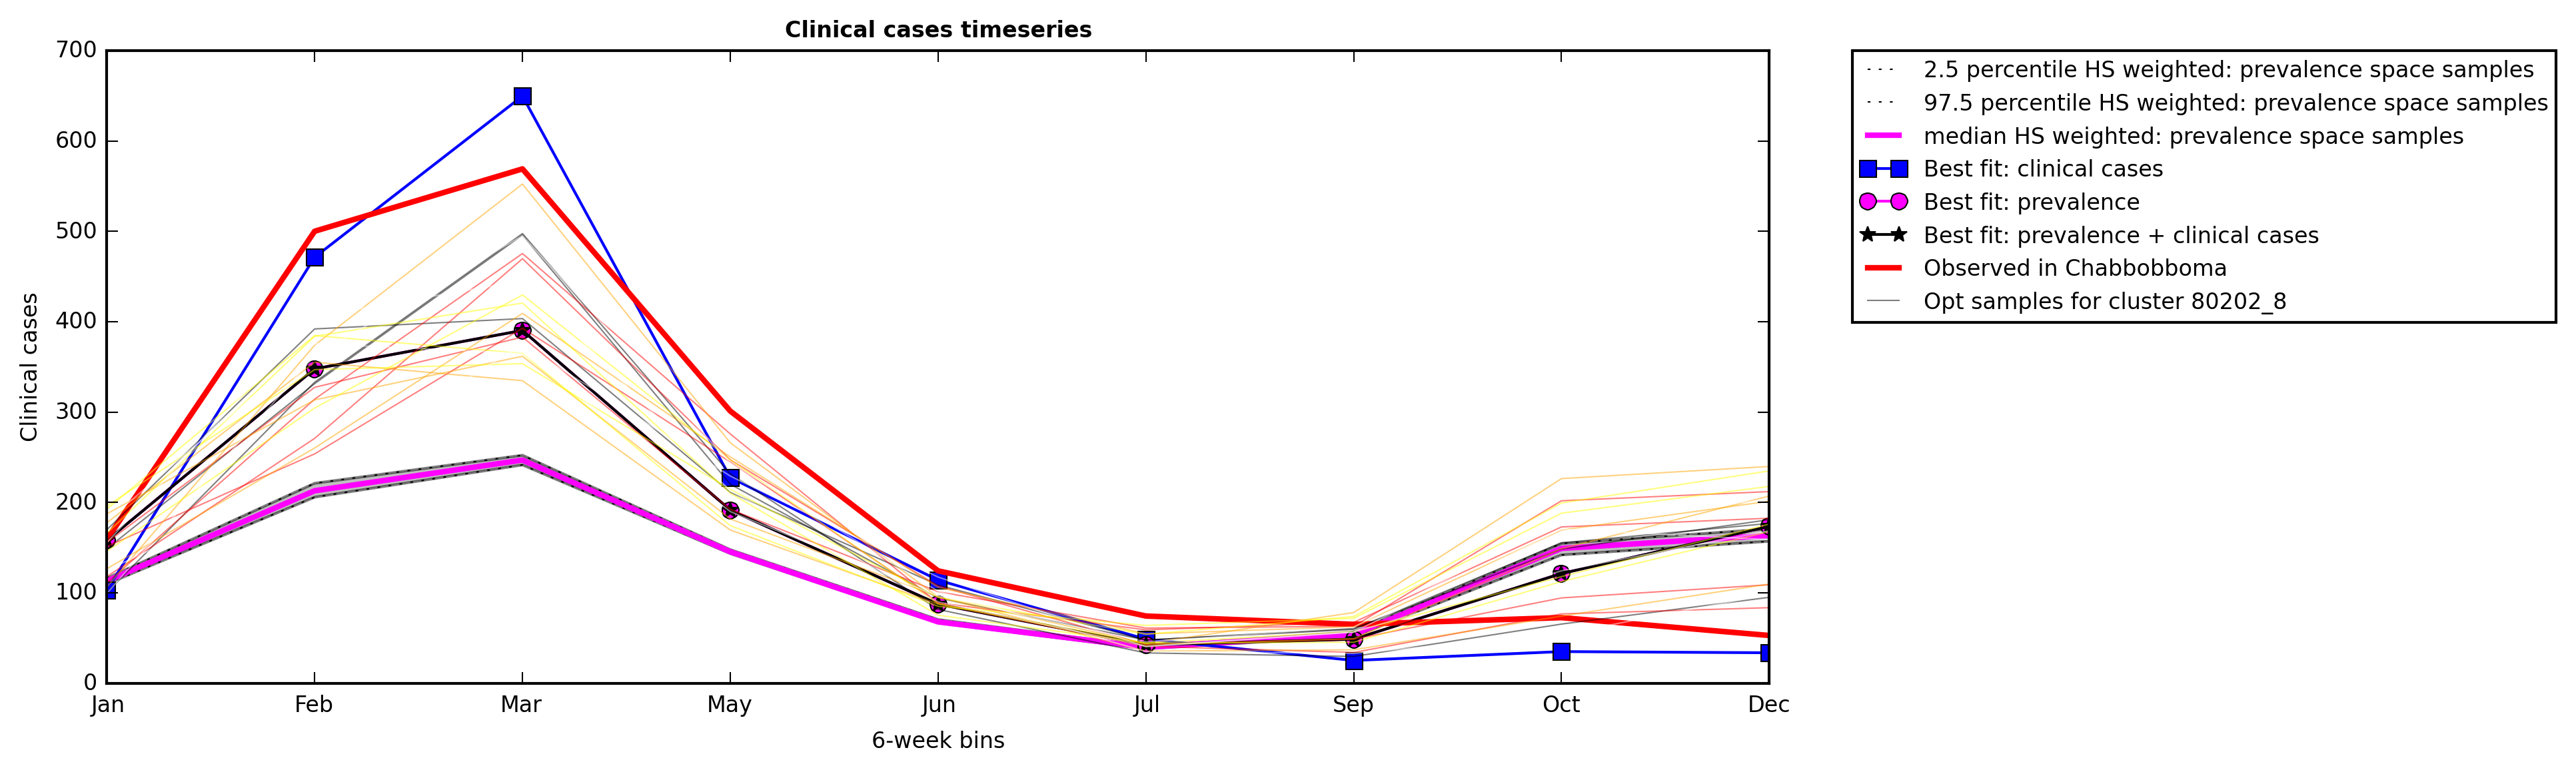 Clinical cases timeseries
700
600
500
400
300
200
100
0
Clinical cases
Jan Feb Mar May Jun Jul Sep Oct Dec
6-week bins
2.5 percentile HS weighted: prevalence space samples
97.5 percentile HS weighted: prevalence space samples
median HS weighted: prevalence space samples
Best fit: clinical cases
Best fit: prevalence
Best fit: prevalence + clinical cases
Observed in Chabbobboma
Opt samples for cluster 80202_8